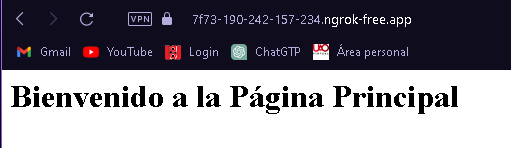 VPN 7f73-190-242-157-234.ngrok-free.app
Gmail YouTube Login ChatGTP UAO Área personal
Bienvenido a la Página Principal